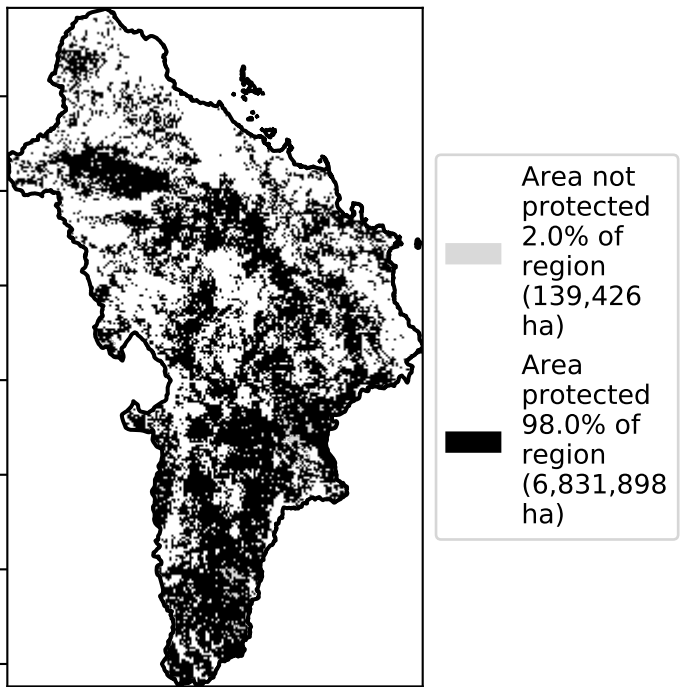 Area not
protected
2.0% of
region
(139,426
ha)
Area
protected
98.0% of
region
(6,831,898
ha)